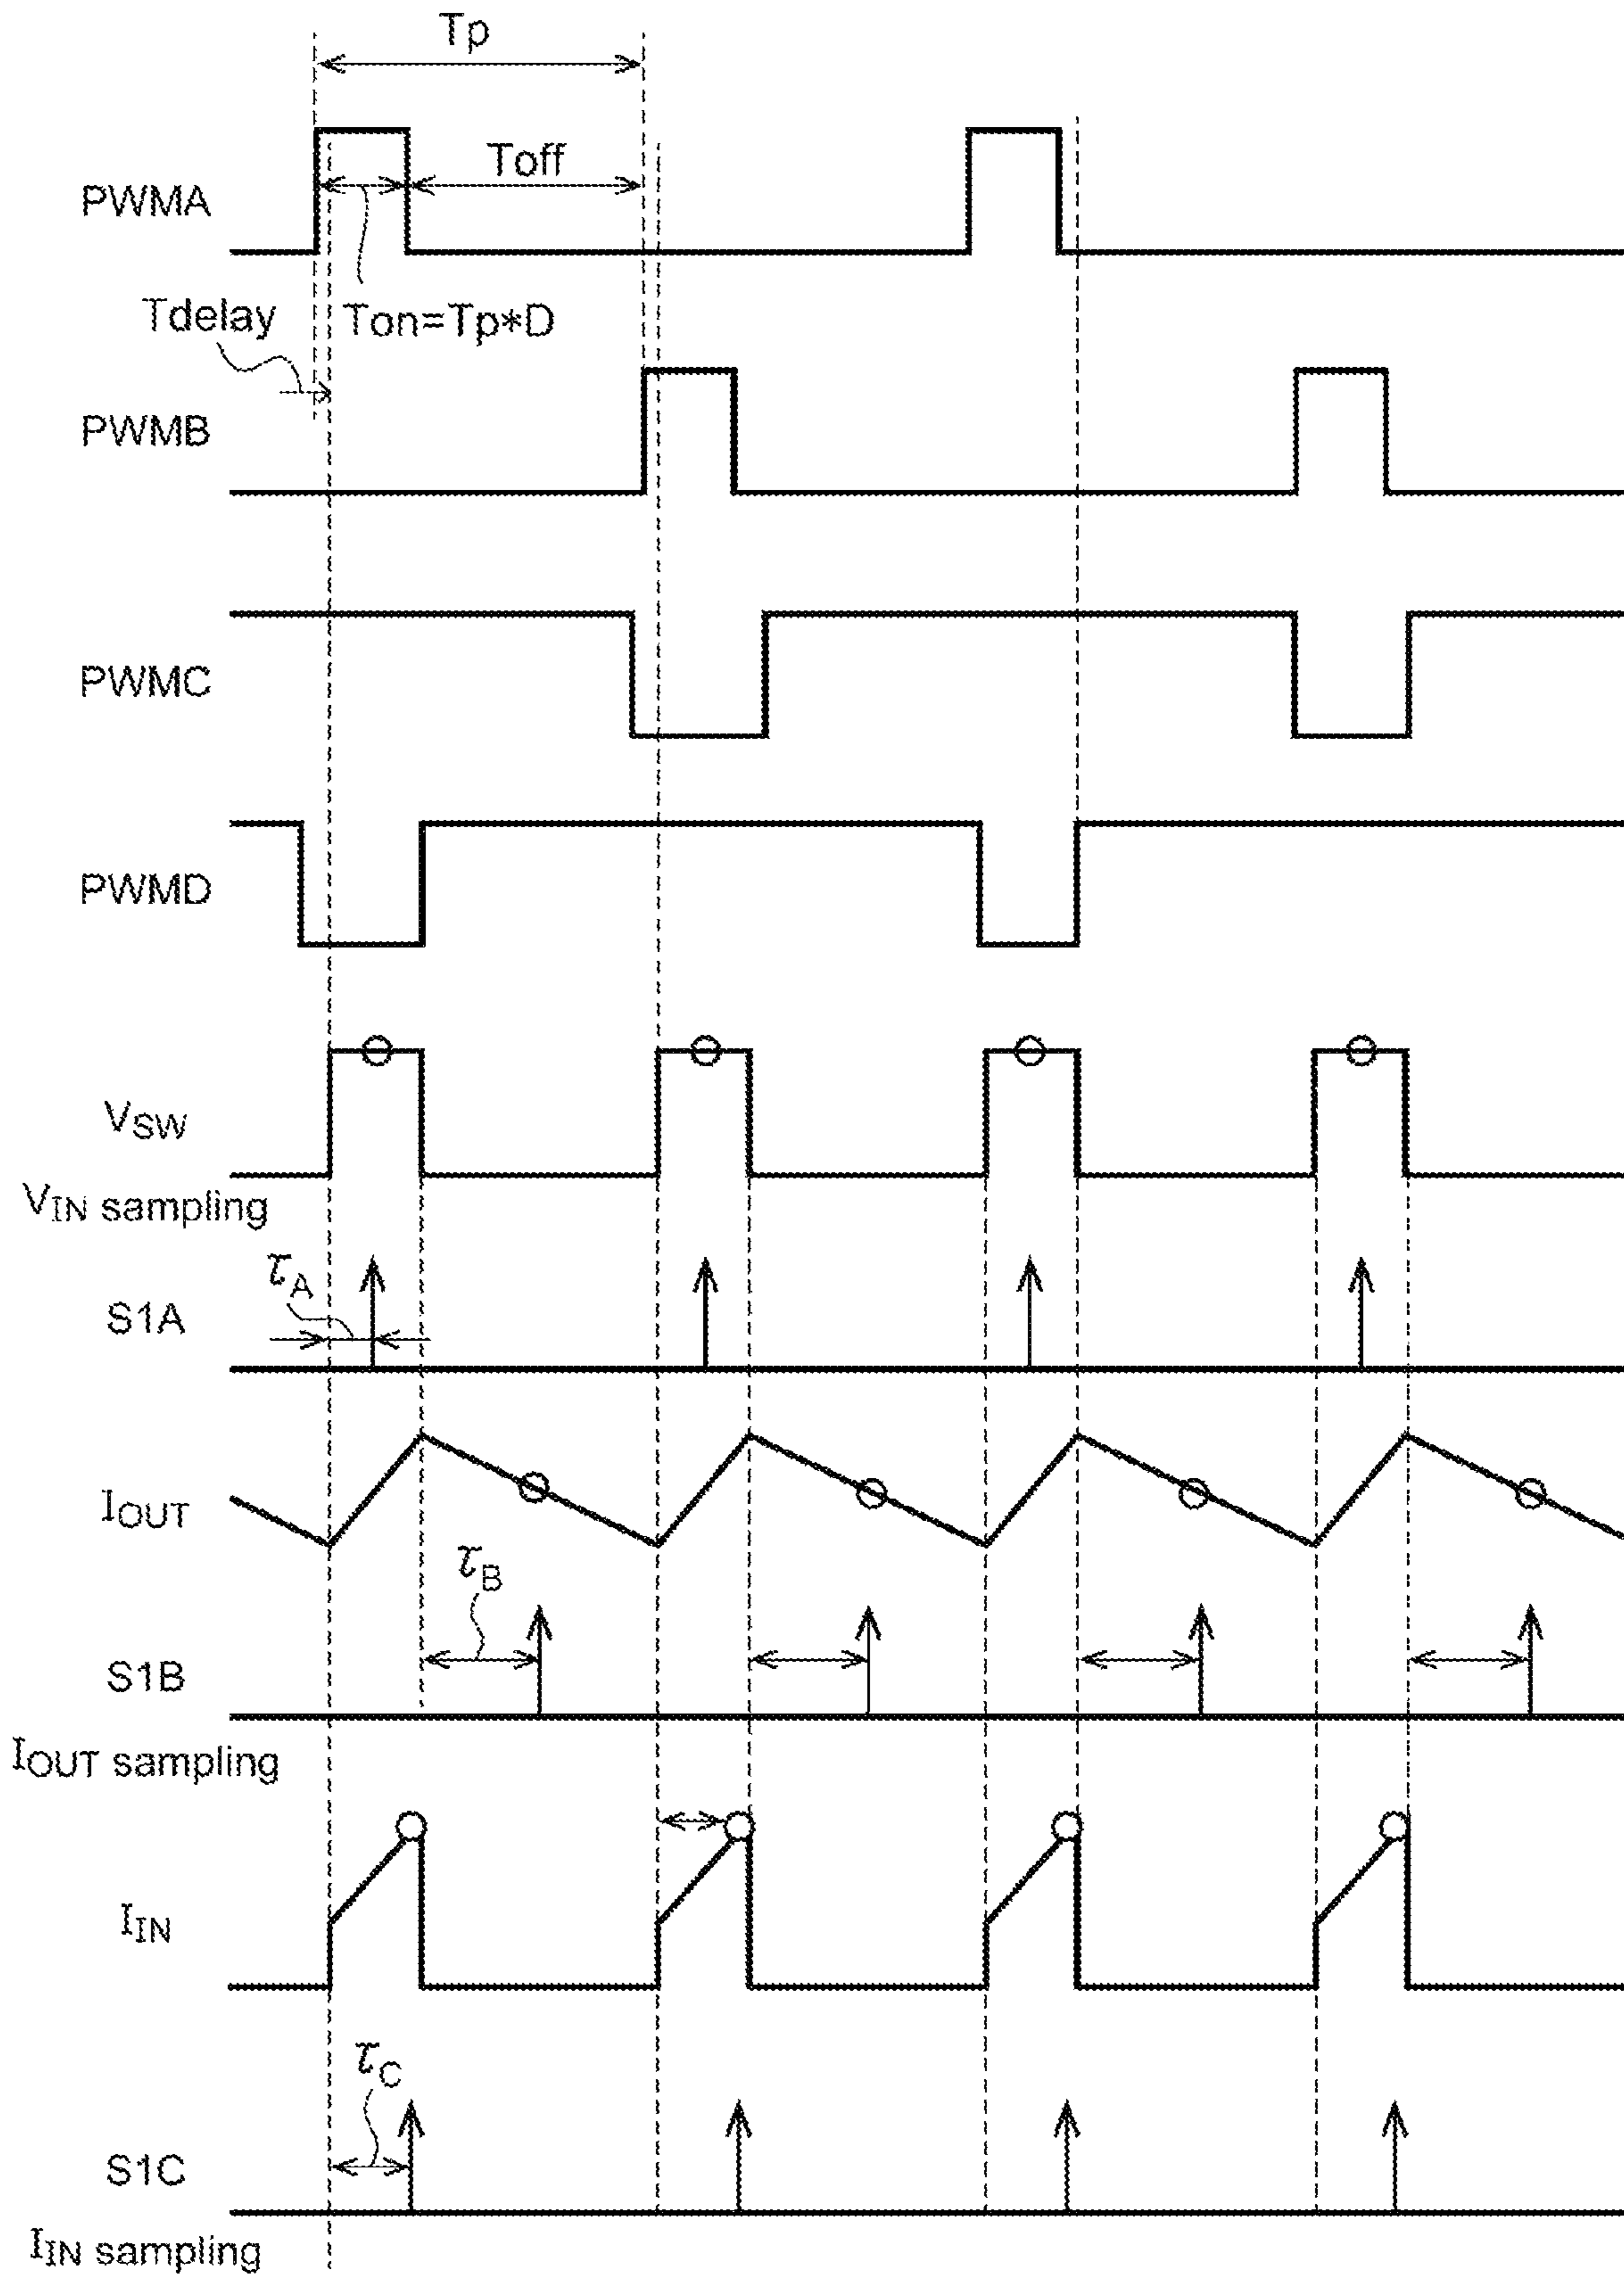 Tp
Toff
PWMA
Tdelay
Ton=Tp*D
PWMB
PWMC
PWMD
VSW
VIN sampling
τA
S1A
IOUT
τB
S1B
IOUT sampling
IIN
τC
S1C
IIN sampling